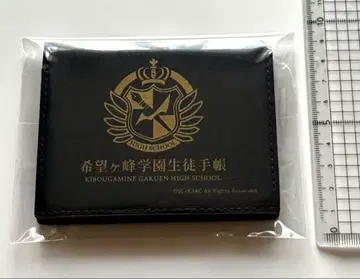 HIGH SCHOOL
希望ヶ峰学園生徒手帳
KIBOUGAMINE GAKUEN HIGH SCHOOL
All Rights Reserved.